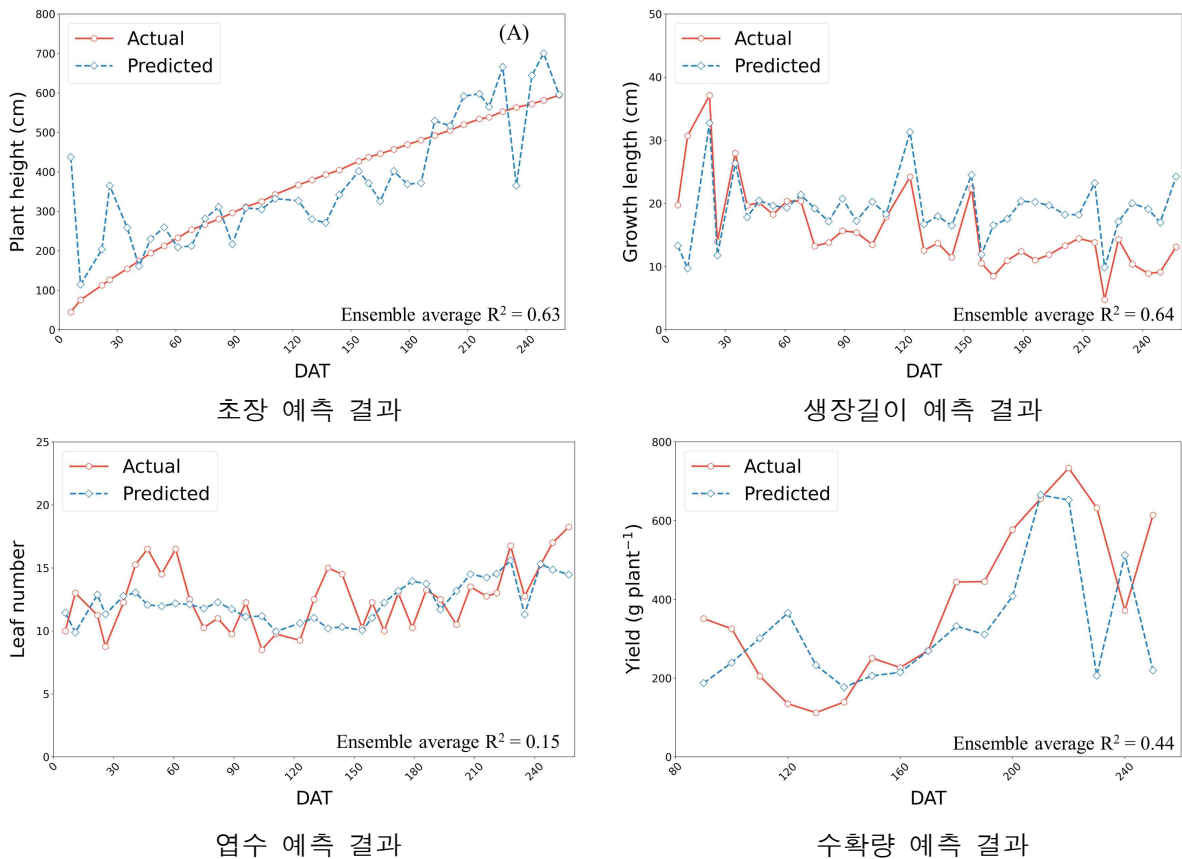 (A)
Actual
Predicted
800
700
600
500
400
300
200
100
0
Plant height (cm)
Ensemble average R² = 0.63
0 30 60 90 120 150 180 210 240
DAT
초장 예측 결과
Actual
Predicted
50
40
30
20
10
0
Growth length (cm)
Ensemble average R² = 0.64
0 30 60 90 120 150 180 210 240
DAT
생장길이 예측 결과
Actual
Predicted
25
20
15
10
5
0
Leaf number
Ensemble average R² = 0.15
0 30 60 90 120 150 180 210 240
DAT
엽수 예측 결과
Actual
Predicted
800
600
400
200
0
Yield (g plant⁻¹)
Ensemble average R² = 0.44
80 120 160 200 240
DAT
수확량 예측 결과